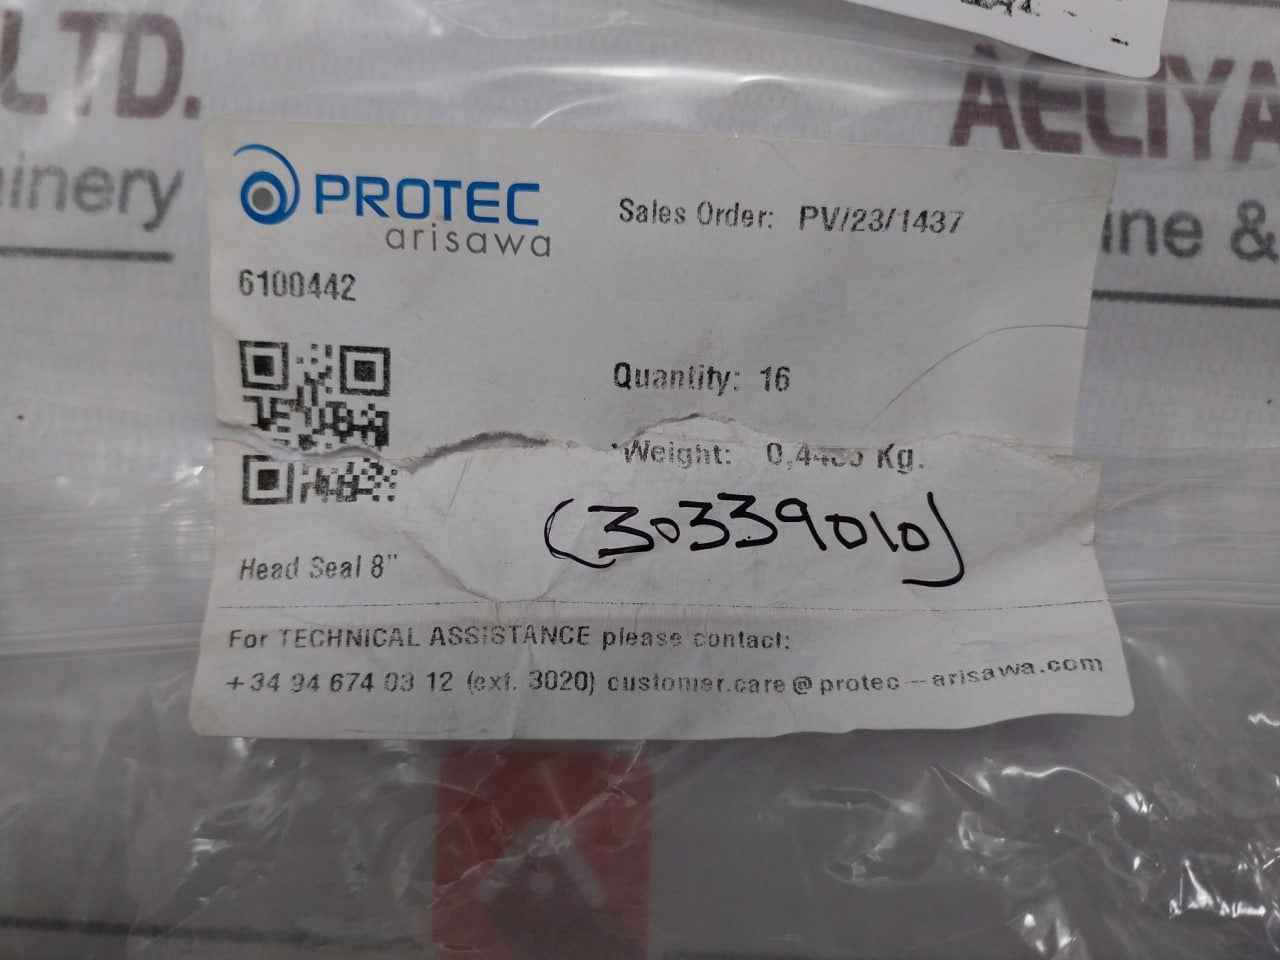 LTD.
AELIYA
inery
ine &
PROTEC
arisawa
Sales Order: PV/23/1437
6100442
Quantity: 16
Weight: Kg.
(30339010)
Head Seal 8"
For TECHNICAL ASSISTANCE please contact:
+34 94 674 03 12 (ext. 3020) customer.care@protec-arisawa.com